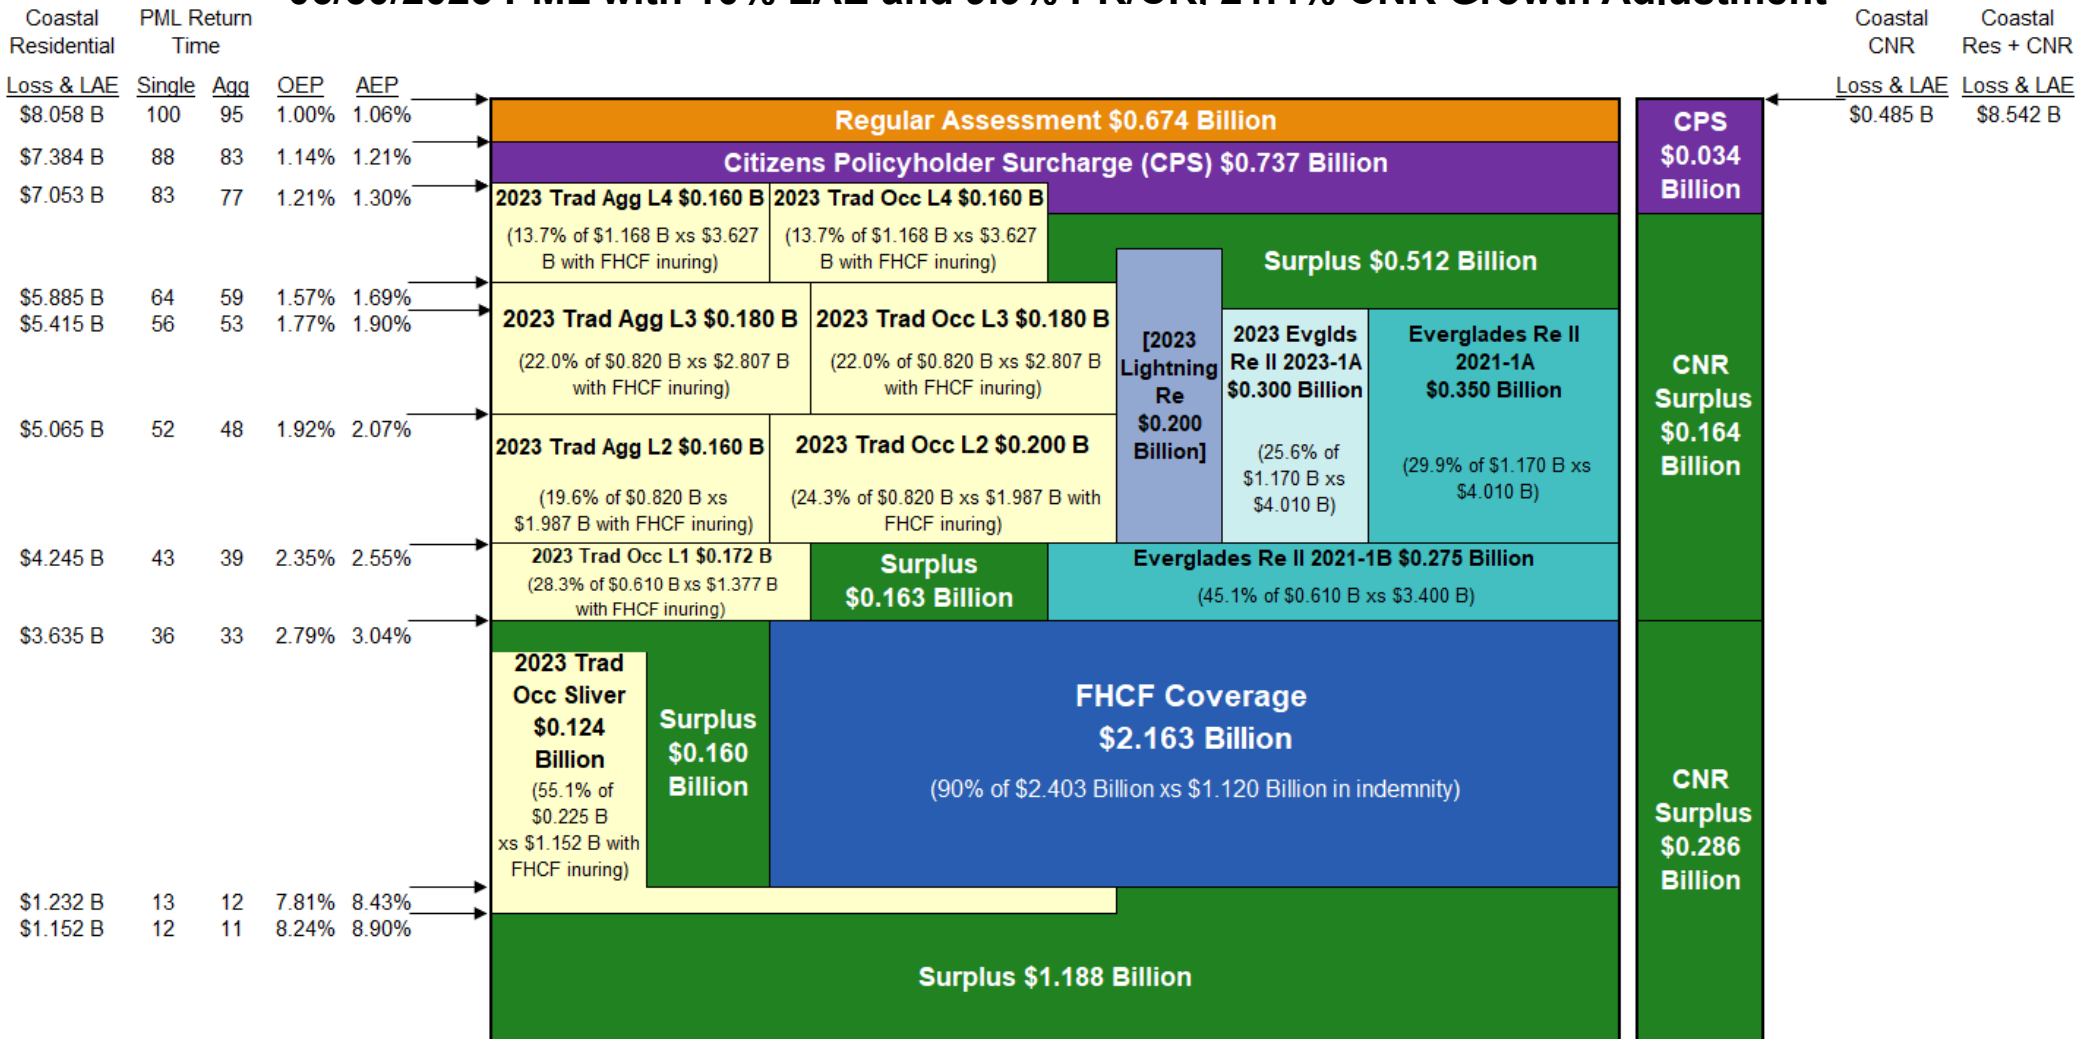 06/30/2023 PML with 10% LAE and
CNR Growth Adjustment
Coastal
Residential
PML Return
Time
Coastal
CNR
Coastal
Res + CNR
Loss & LAE Single Agg OEP AEP
Loss & LAE Loss & LAE
$8.058 B 100 95 1.00% 1.06%
$7.384 B 88 83 1.14% 1.21%
$7.053 B 83 77 1.21% 1.30%
$5.885 B 64 59 1.57% 1.69%
$5.415 B 56 53 1.77% 1.90%
$5.065 B 52 48 1.92% 2.07%
$4.245 B 43 39 2.35% 2.55%
$3.635 B 36 33 2.79% 3.04%
$1.232 B 13 12 7.81% 8.43%
$1.152 B 12 11 8.24% 8.90%
Regular Assessment $0.674 Billion
Citizens Policyholder Surcharge (CPS) $0.737 Billion
2023 Trad Agg L4 $0.160 B
(13.7% of $1.168 B xs $3.627
B with FHCF inuring)
2023 Trad Occ L4 $0.160 B
(13.7% of $1.168 B xs $3.627
B with FHCF inuring)
Surplus $0.512 Billion
2023 Trad Agg L3 $0.180 B
(22.0% of $0.820 B xs $2.807 B
with FHCF inuring)
2023 Trad Occ L3 $0.180 B
(22.0% of $0.820 B xs $2.807 B
with FHCF inuring)
[2023
Lightning
Re
$0.200
Billion]
2023 Evglds
Re II 2023-1A
$0.300 Billion
(25.6% of
$1.170 B xs
$4.010 B)
Everglades Re II
2021-1A
$0.350 Billion
(29.9% of $1.170 B xs
$4.010 B)
2023 Trad Agg L2 $0.160 B
(19.6% of $0.820 B xs
$1.987 B with FHCF inuring)
2023 Trad Occ L2 $0.200 B
(24.3% of $0.820 B xs $1.987 B with
FHCF inuring)
2023 Trad Occ L1 $0.172 B
(28.3% of $0.610 B xs $1.377 B
with FHCF inuring)
Surplus
$0.163 Billion
Everglades Re II 2021-1B $0.275 Billion
(45.1% of $0.610 B xs $3.400 B)
2023 Trad
Occ Sliver
$0.124
Billion
(55.1% of
$0.225 B
xs $1.152 B with
FHCF inuring)
Surplus
$0.160
Billion
FHCF Coverage
$2.163 Billion
(90% of $2.403 Billion xs $1.120 Billion in indemnity)
Surplus $1.188 Billion
CPS
$0.034
Billion
CNR
Surplus
$0.164
Billion
CNR
Surplus
$0.286
Billion
$0.485 B $8.542 B